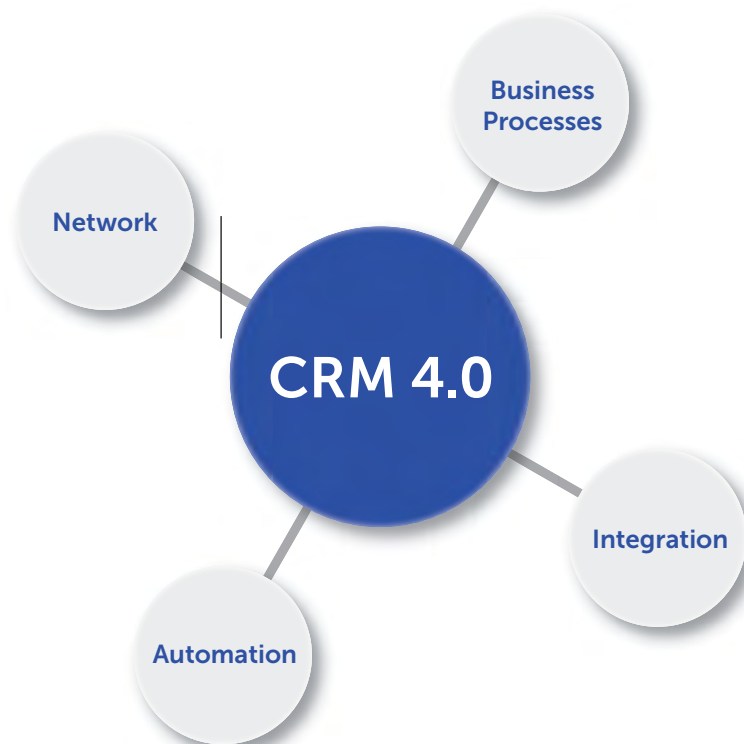 Business
Processes
Network
CRM 4.0
Integration
Automation